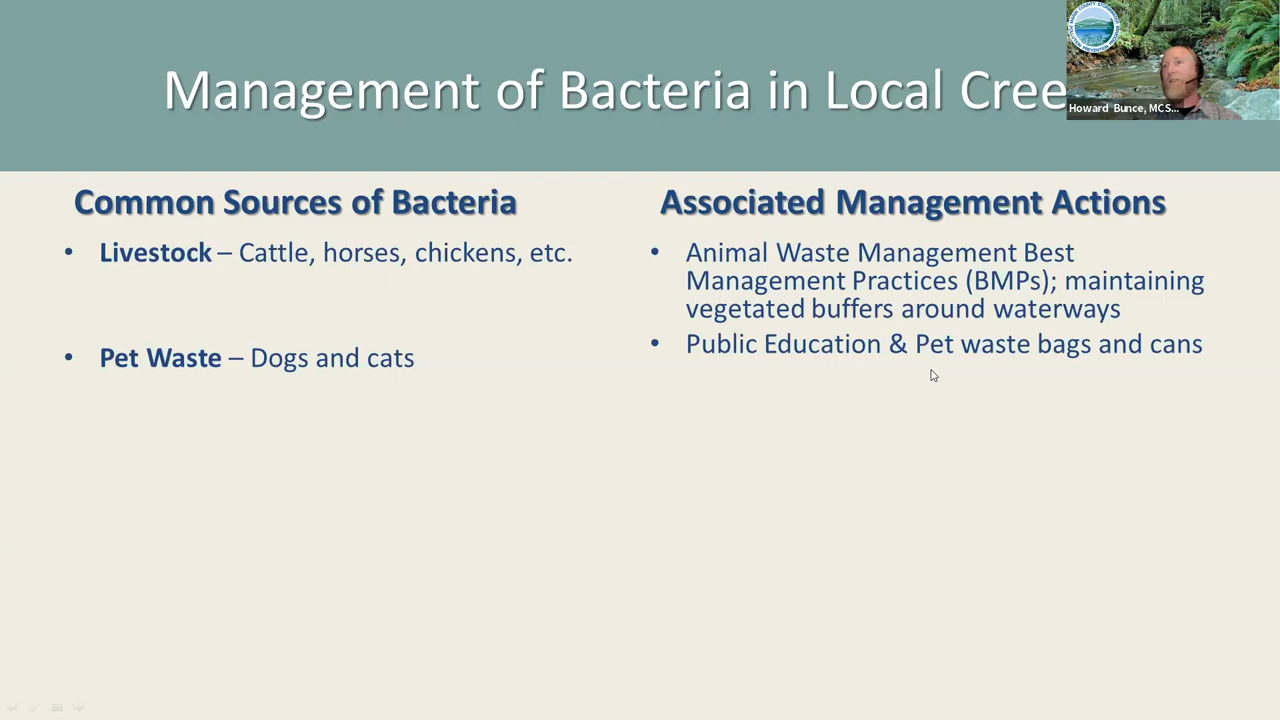 Management of Bacteria in Local Cree
Howard Bunce, MCS...
Common Sources of Bacteria
• Livestock – Cattle, horses, chickens, etc.
• Pet Waste – Dogs and cats
Associated Management Actions
• Animal Waste Management Best
Management Practices (BMPs); maintaining
vegetated buffers around waterways
• Public Education & Pet waste bags and cans